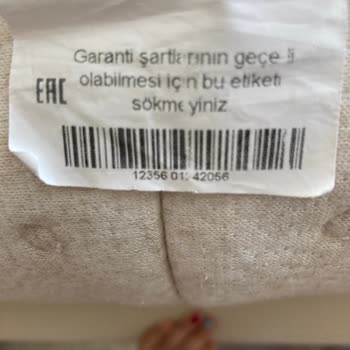 Garanti şartlarının geçerli
EAC olabilmesi için bu etiketi
sökmeyiniz
12356 01 42056